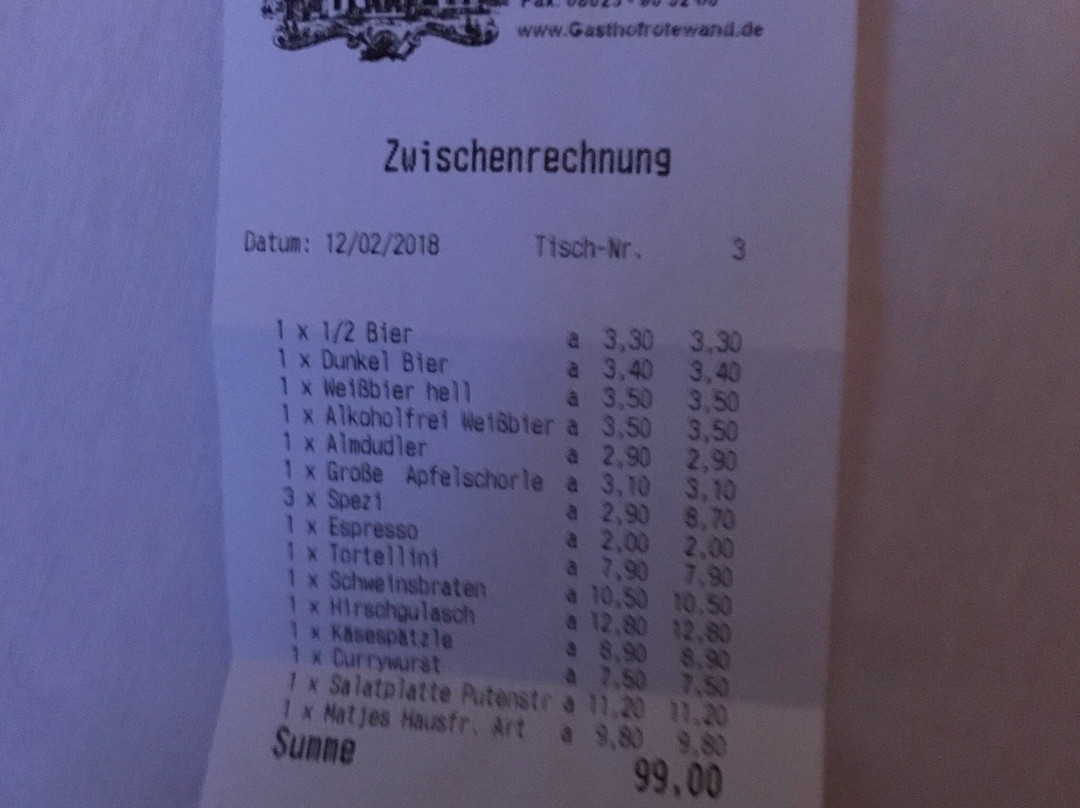 www.Gasthofrotewand.de
Zwischenrechnung
Datum: 12/02/2018 Tisch-Nr. 3
1 x 1/2 Bier a 3,30 3,30
1 x Dunkel Bier a 3,40 3,40
1 x Weißbier hell a 3,50 3,50
1 x Alkoholfrei Weißbier a 3,50 3,50
1 x Almdudler a 2,90 2,90
1 x Große Apfelschorle a 3,10 3,10
3 x Spezi a 2,90 8,70
1 x Espresso a 2,00 2,00
1 x Tortellini a 7,90 7,90
1 x Schweinsbraten a 10,50 10,50
1 x Hirschgulasch a 12,80 12,80
1 x Käsespätzle a 8,90 8,90
1 x Currywurst a 7,50 7,50
1 x Salatplatte Putenstr a 11,20 11,20
1 x Matjes Hausfr. Art a 9,80 9,80
Summe 99,00